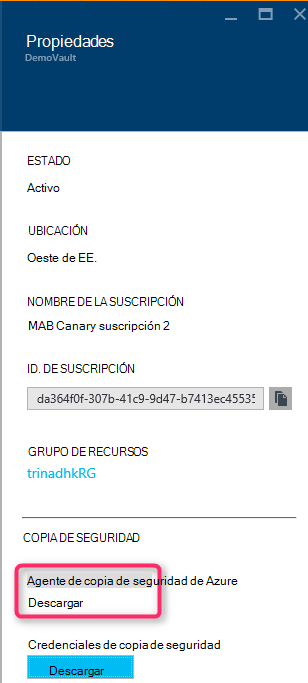 Propiedades
DemoVault
ESTADO
Activo
UBICACIÓN
Oeste de EE.
NOMBRE DE LA SUSCRIPCIÓN
MAB Canary suscripción 2
ID. DE SUSCRIPCIÓN
da364f0f-307b-41c9-9d47-b7413ec45535
GRUPO DE RECURSOS
trinadhkRG
COPIA DE SEGURIDAD
Agente de copia de seguridad de Azure
Descargar
Credenciales de copia de seguridad
Descargar